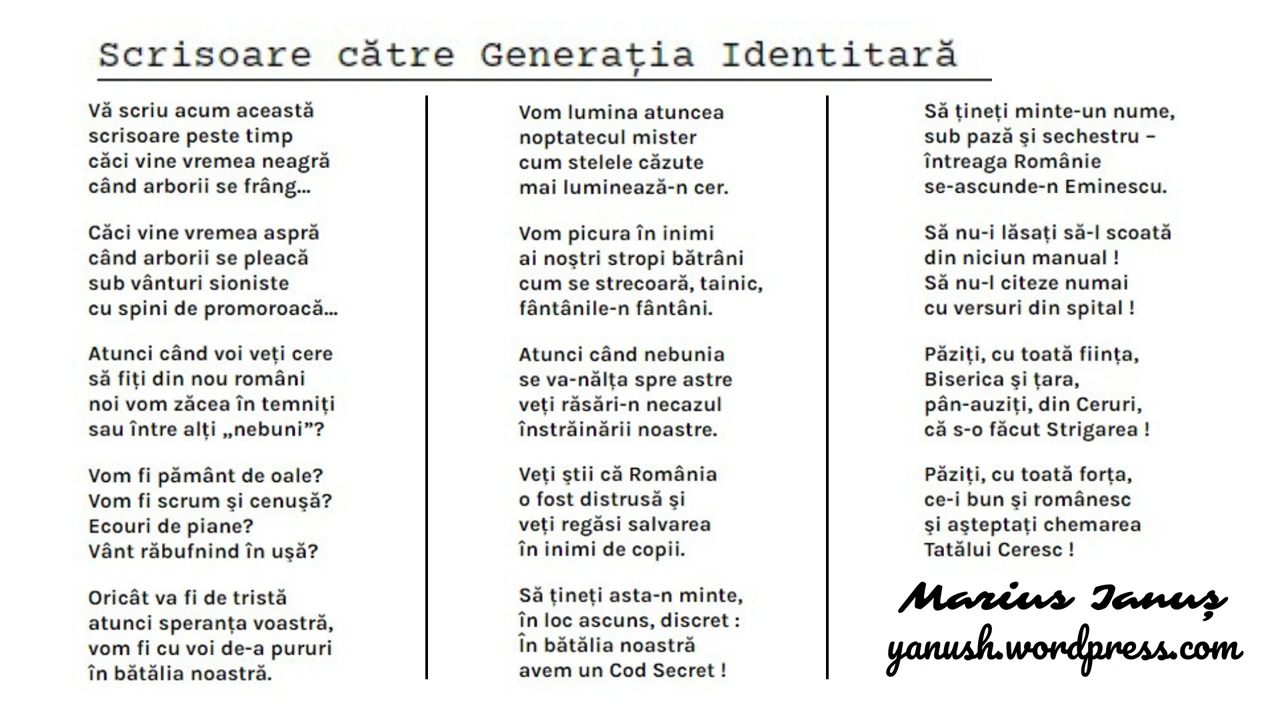 Scrisoare către Generația Identitară
Vă scriu acum această
scrisoare peste timp
căci vine vremea neagră
când arborii se frâng...
Căci vine vremea aspră
când arborii se pleacă
sub vânturi sioniste
cu spini de promoroacă...
Atunci când voi veți cere
să fiți din nou români
noi vom zăcea în temniți
sau între alți „nebuni”?
Vom fi pământ de oale?
Vom fi scrum și cenușă?
Ecouri de piane?
Vânt răbufnind în ușă?
Oricât va fi de tristă
atunci speranța voastră,
vom fi cu voi de-a pururi
în bătălia noastră.
Vom lumina atuncea
noptatecul mister
cum stelele căzute
mai luminează-n cer.
Vom picura în inimi
ai noștri stropi bătrâni
cum se strecoară, tainic,
fântânile-n fântâni.
Atunci când nebunia
se va-nălța spre astre
veți răsări-n necazul
înstrăinării noastre.
Veți știi că România
o fost distrusă și
veți regăsi salvarea
în inimi de copii.
Să țineți asta-n minte,
în loc ascuns, discret :
În bătălia noastră
avem un Cod Secret !
Să țineți minte-un nume,
sub pază și sechestru –
întreaga Românie
se-ascunde-n Eminescu.
Să nu-i lăsați să-l scoată
din niciun manual !
Să nu-l citeze numai
cu versuri din spital !
Păziți, cu toată ființa,
Biserica și țara,
pân-auziți, din Ceruri,
că s-o făcut Strigarea !
Păziți, cu toată forța,
ce-i bun și românesc
și așteptați chemarea
Tatălui Ceresc !
Marius Ianuș
yanush.wordpress.com